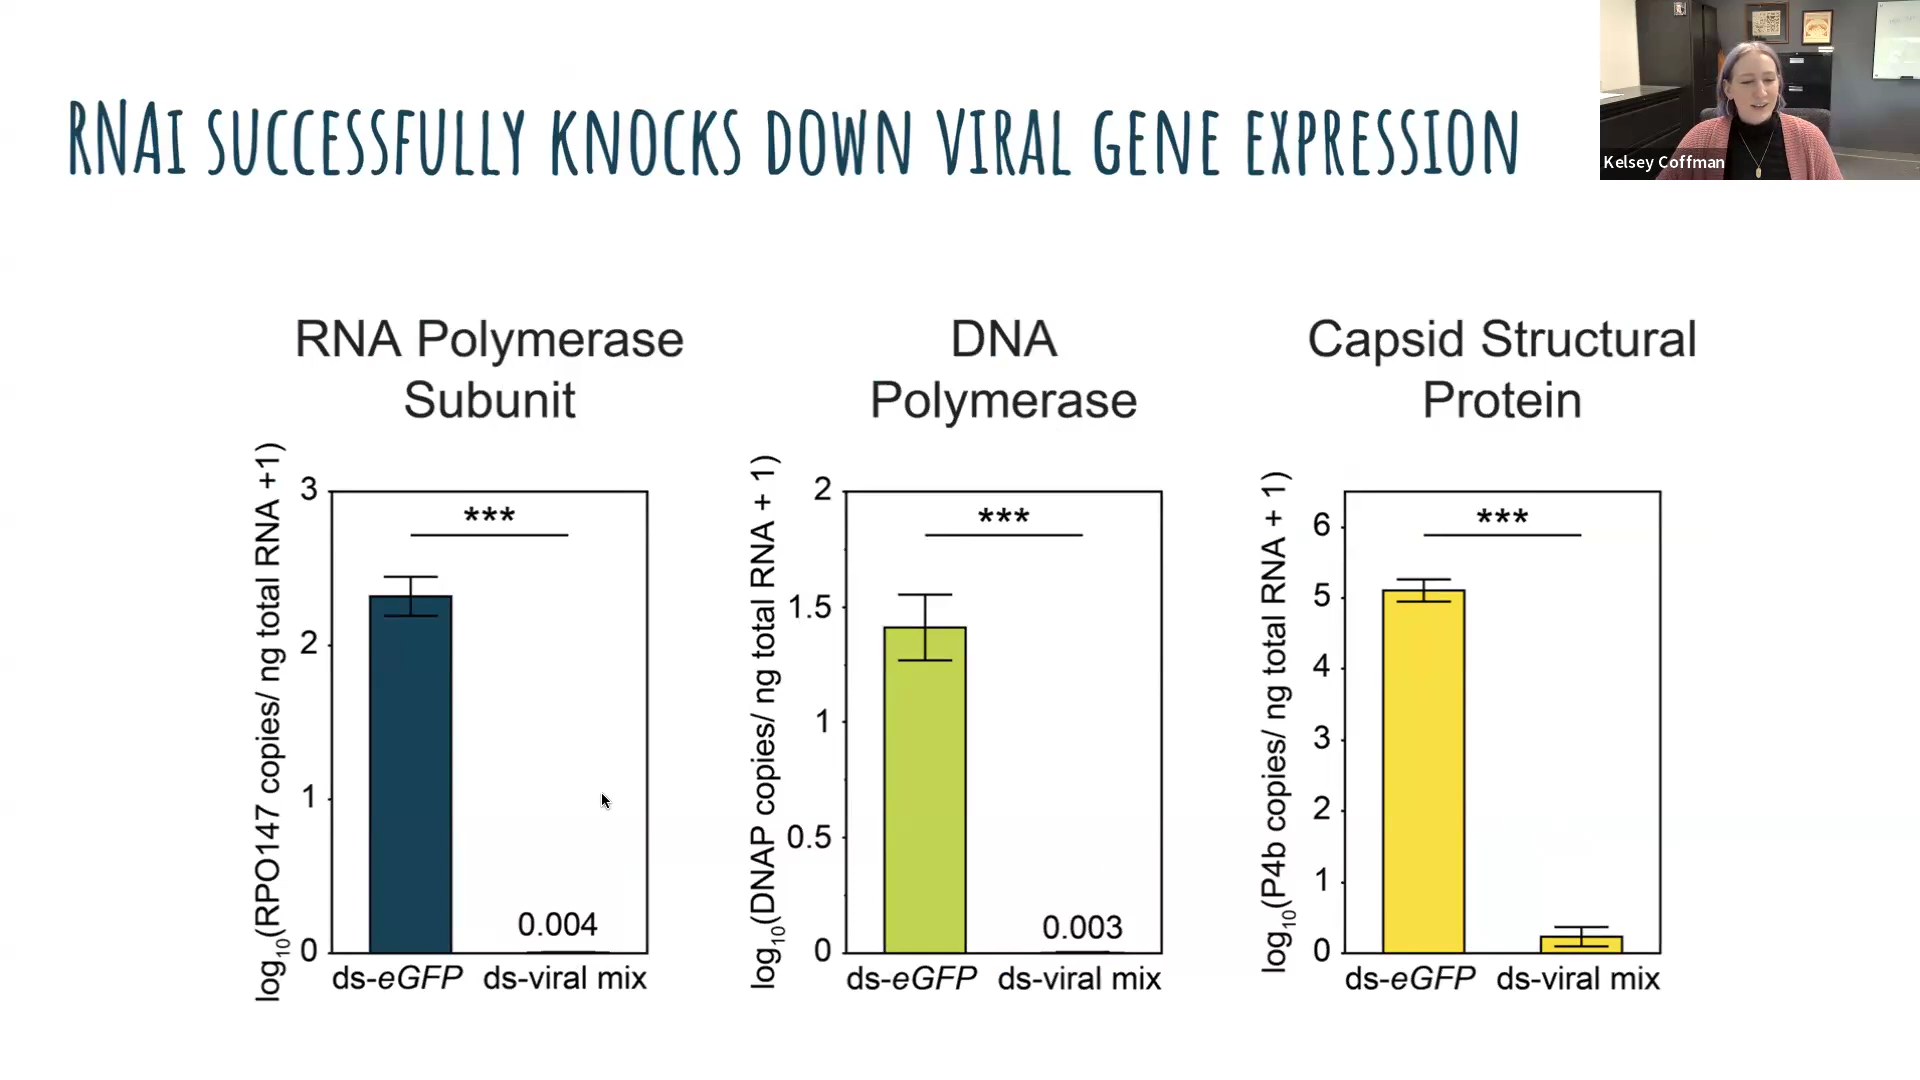 RNAi SUCCESSFULLY KNOCKS DOWN VIRAL GENE EXPRESSION
Kelsey Coffman
RNA Polymerase
Subunit
log10(RPO147 copies/ ng total RNA +1)
3
2
1
0
***
0.004
ds-eGFP
ds-viral mix
DNA
Polymerase
log10(DNAP copies/ ng total RNA + 1)
2
1.5
1
0.5
0
***
0.003
ds-eGFP
ds-viral mix
Capsid Structural
Protein
log10(P4b copies/ ng total RNA + 1)
6
5
4
3
2
1
0
***
ds-eGFP
ds-viral mix